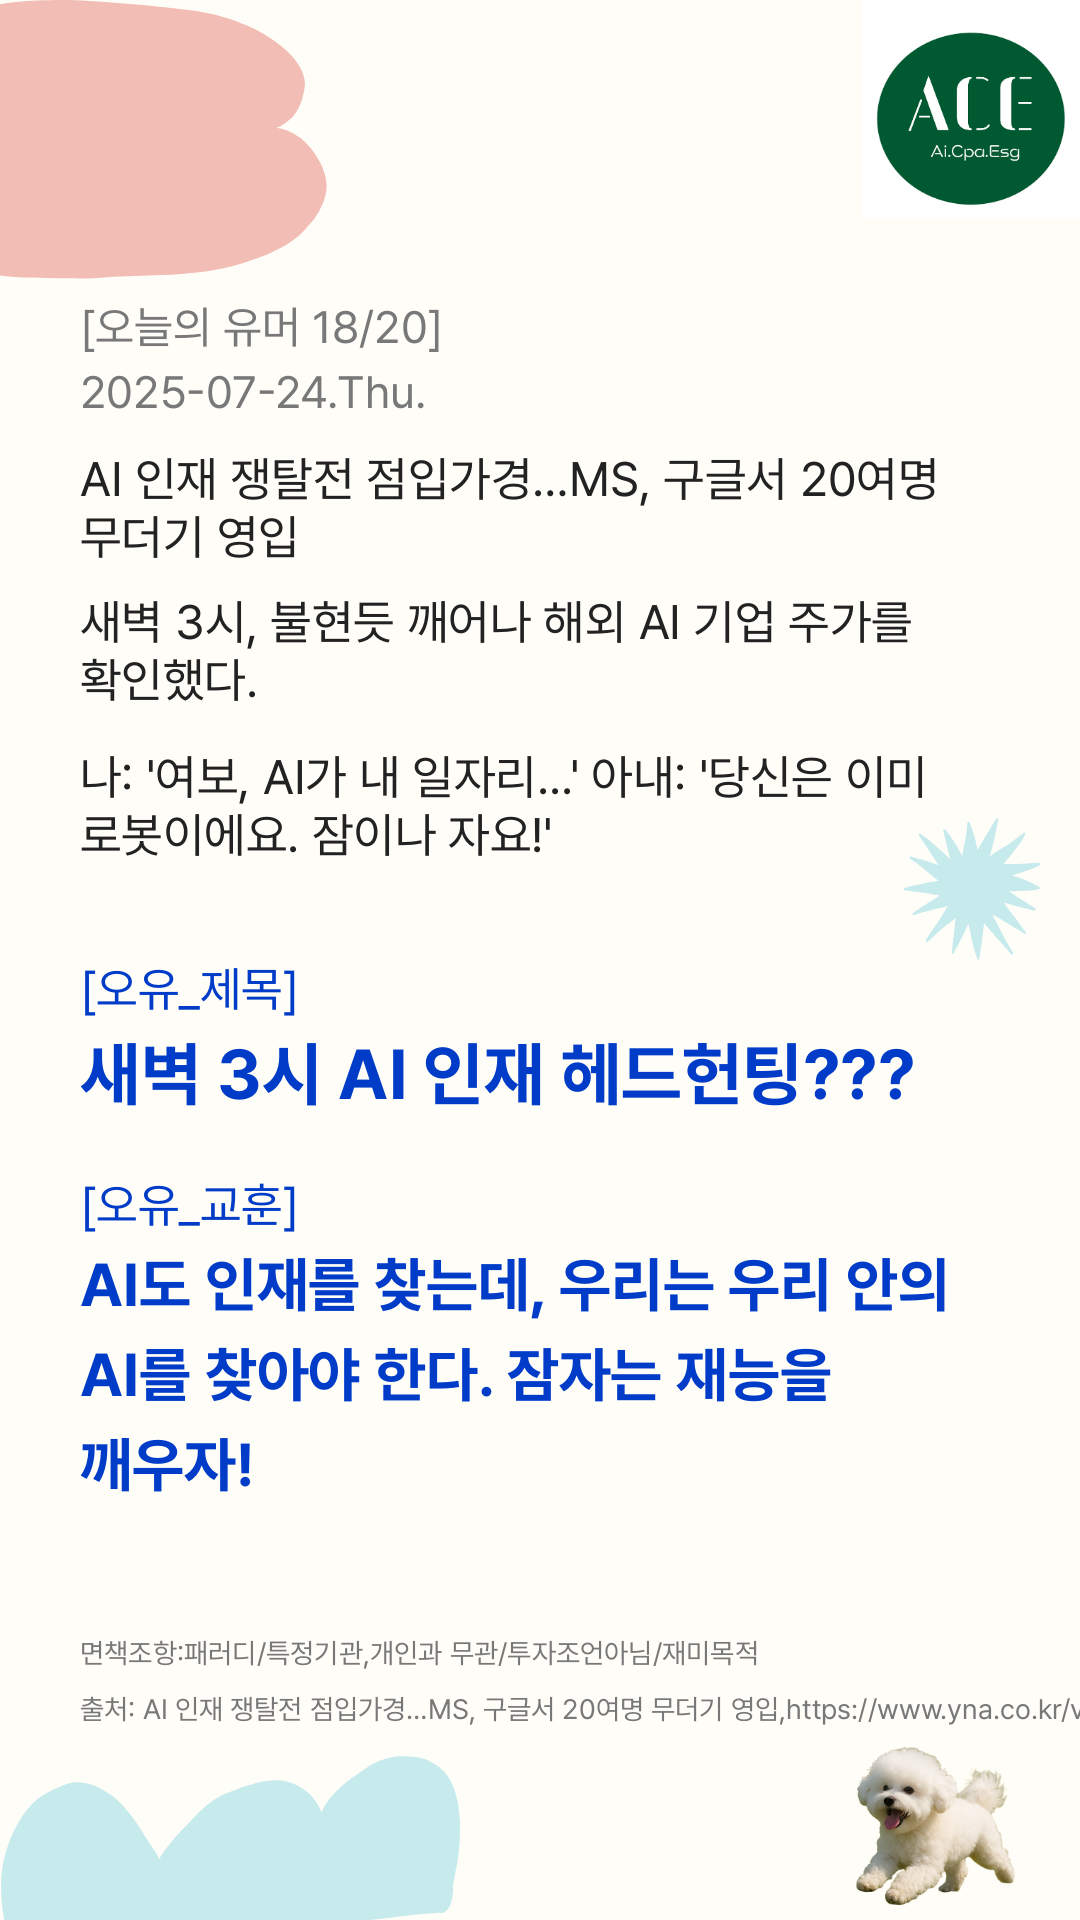 ACE
Ai.Cpa.Esg
[오늘의 유머 18/20]
2025-07-24.Thu.
AI 인재 쟁탈전 점입가경...MS, 구글서 20여명
무더기 영입
새벽 3시, 불현듯 깨어나 해외 AI 기업 주가를
확인했다.
나: '여보, AI가 내 일자리...' 아내: '당신은 이미
로봇이에요. 잠이나 자요!'
[오유_제목]
새벽 3시 AI 인재 헤드헌팅???
[오유_교훈]
AI도 인재를 찾는데, 우리는 우리 안의
AI를 찾아야 한다. 잠자는 재능을
깨우자!
면책조항:패러디/특정기관,개인과 무관/투자조언아님/재미목적
출처: AI 인재 쟁탈전 점입가경...MS, 구글서 20여명 무더기 영입,https://www.yna.co.kr/v